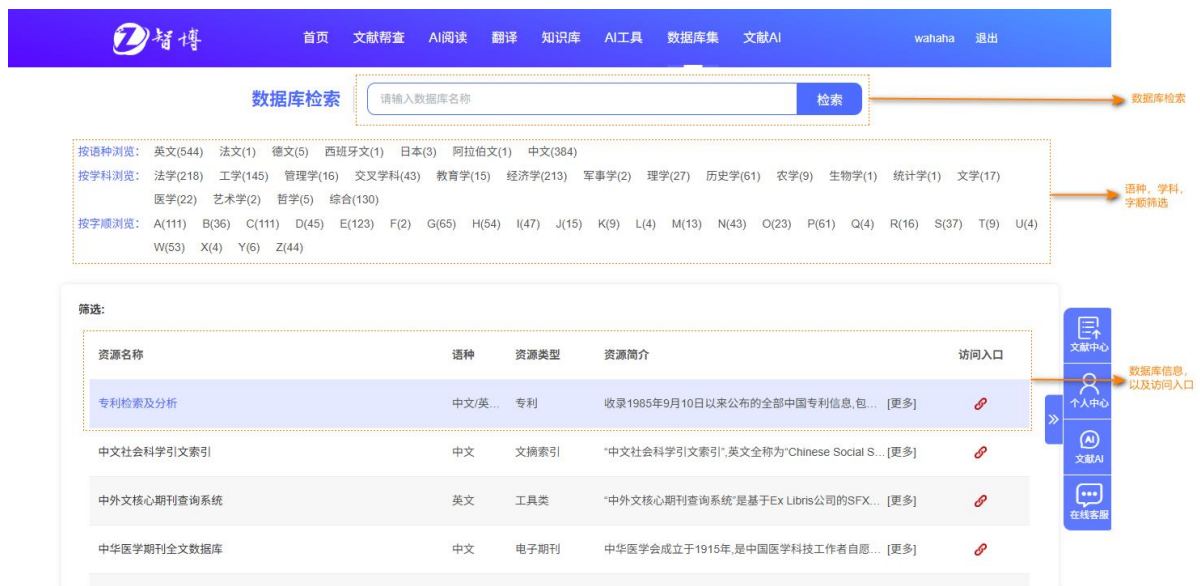 智博 首页 文献帮查 AI阅读 翻译 知识库 AI工具 数据库集 文献AI wahaha 退出
数据库检索 请输入数据库名称 检索 数据库检索
按语种浏览: 英文(544) 法文(1) 德文(5) 西班牙文(1) 日本(3) 阿拉伯文(1) 中文(384)
按学科浏览: 法学(218) 工学(145) 管理学(16) 交叉学科(43) 教育学(15) 经济学(213) 军事学(2) 理学(27) 历史学(61) 农学(9) 生物学(1) 统计学(1) 文学(17)
医学(22) 艺术学(2) 哲学(5) 综合(130)
语种，学科，
字顺筛选
按字顺浏览: A(111) B(36) C(111) D(45) E(123) F(2) G(65) H(54) I(47) J(15) K(9) L(4) M(13) N(43) O(23) P(61) Q(4) R(16) S(37) T(9) U(4)
W(53) X(4) Y(6) Z(44)
筛选:
资源名称 语种 资源类型 资源简介 访问入口
专利检索及分析 中文/英... 专利 收录1985年9月10日以来公布的全部中国专利信息,包... [更多]
中文社会科学引文索引 中文 文摘索引 “中文社会科学引文索引”,英文全称为“Chinese Social S... [更多]
中外文核心期刊查询系统 英文 工具类 “中外文核心期刊查询系统”是基于Ex Libris公司的SFX... [更多]
中华医学期刊全文数据库 中文 电子期刊 中华医学会成立于1915年,是中国医学科技工作者自愿... [更多]
文献中心
个人中心
AI
文献AI
在线客服
数据库信息，
以及访问入口